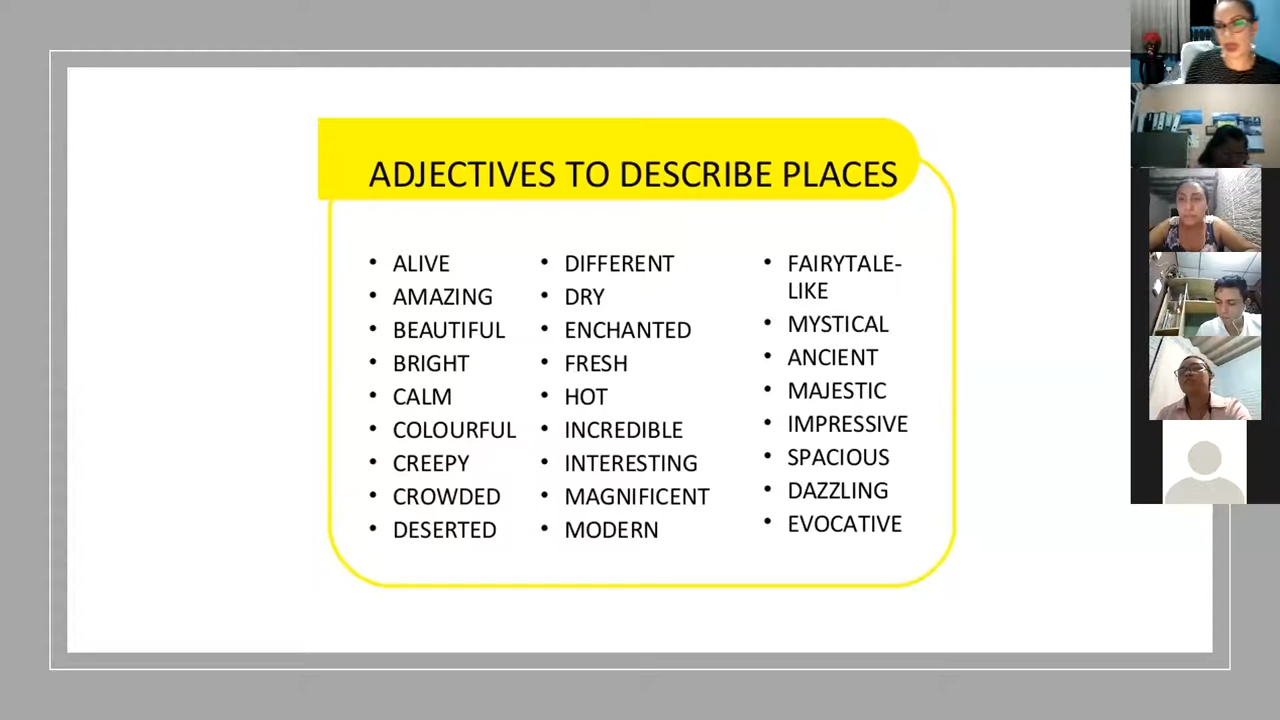 ADJECTIVES TO DESCRIBE PLACES
• ALIVE
• AMAZING
• BEAUTIFUL
• BRIGHT
• CALM
• COLOURFUL
• CREEPY
• CROWDED
• DESERTED
• DIFFERENT
• DRY
• ENCHANTED
• FRESH
• HOT
• INCREDIBLE
• INTERESTING
• MAGNIFICENT
• MODERN
• FAIRYTALE-
LIKE
• MYSTICAL
• ANCIENT
• MAJESTIC
• IMPRESSIVE
• SPACIOUS
• DAZZLING
• EVOCATIVE